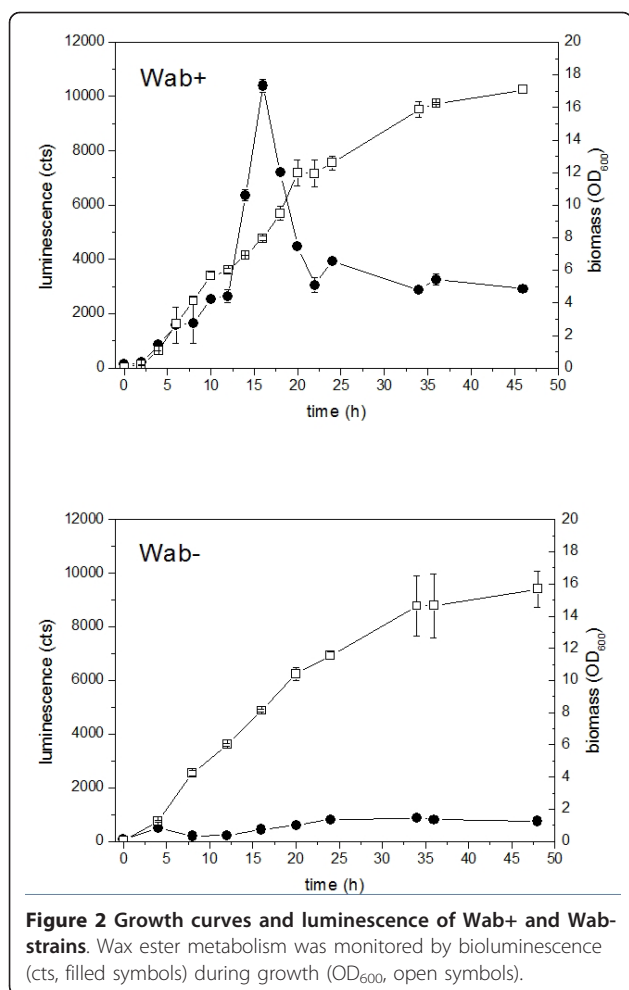 Wab+
12000
10000
8000
6000
4000
2000
0
luminescence (cts)
20
18
16
14
12
10
8
6
4
2
0
biomass (OD600)
0 5 10 15 20 25 30 35 40 45 50
time (h)
Wab-
12000
10000
8000
6000
4000
2000
0
luminescence (cts)
20
18
16
14
12
10
8
6
4
2
0
biomass (OD600)
0 5 10 15 20 25 30 35 40 45 50
time (h)
Figure 2 Growth curves and luminescence of Wab+ and Wab-
strains. Wax ester metabolism was monitored by bioluminescence
(cts, filled symbols) during growth (OD600, open symbols).